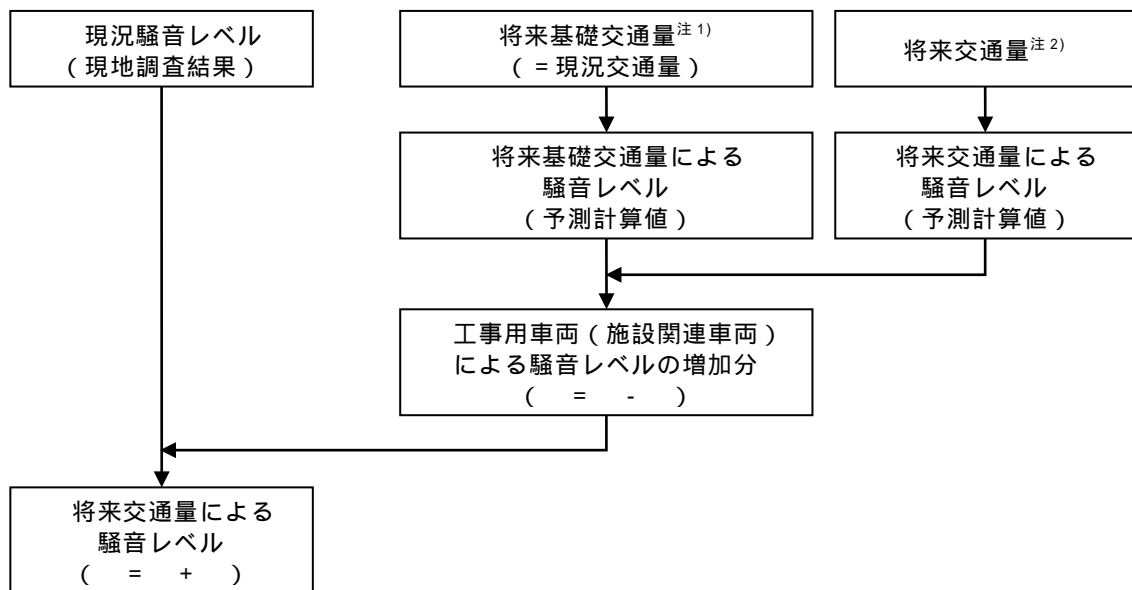 現況騒音レベル
(現地調査結果)
将来基礎交通量注1)
(=現況交通量)
将来交通量注2)
将来基礎交通量による
騒音レベル
(予測計算値)
将来交通量による
騒音レベル
(予測計算値)
工事用車両(施設関連車両)
による騒音レベルの増加分
( = - )
将来交通量による
騒音レベル
( = + )